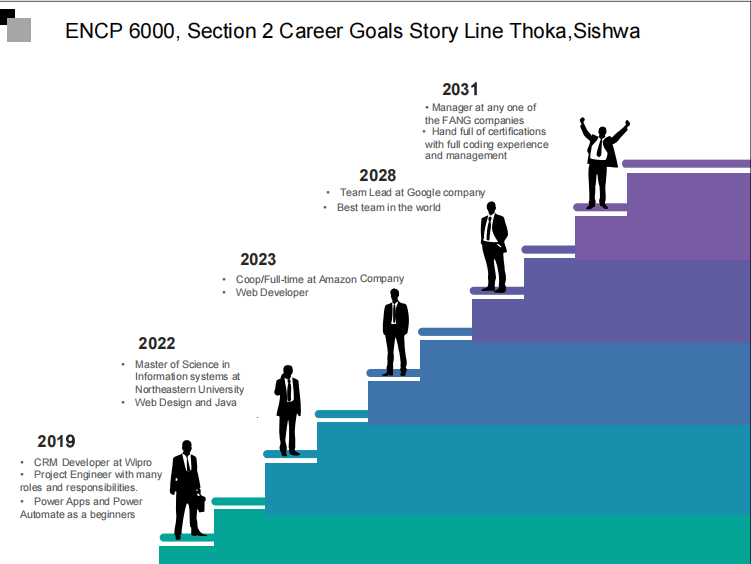 ENCP 6000, Section 2 Career Goals Story Line Thoka,Sishwa
2031
• Manager at any one of
the FANG companies
• Hand full of certifications
with full coding experience
and management
2028
• Team Lead at Google company
• Best team in the world
2023
• Coop/Full-time at Amazon Company
• Web Developer
2022
• Master of Science in
Information systems at
Northeastern University
• Web Design and Java
2019
• CRM Developer at Wipro
• Project Engineer with many
roles and responsibilities.
• Power Apps and Power
Automate as a beginners